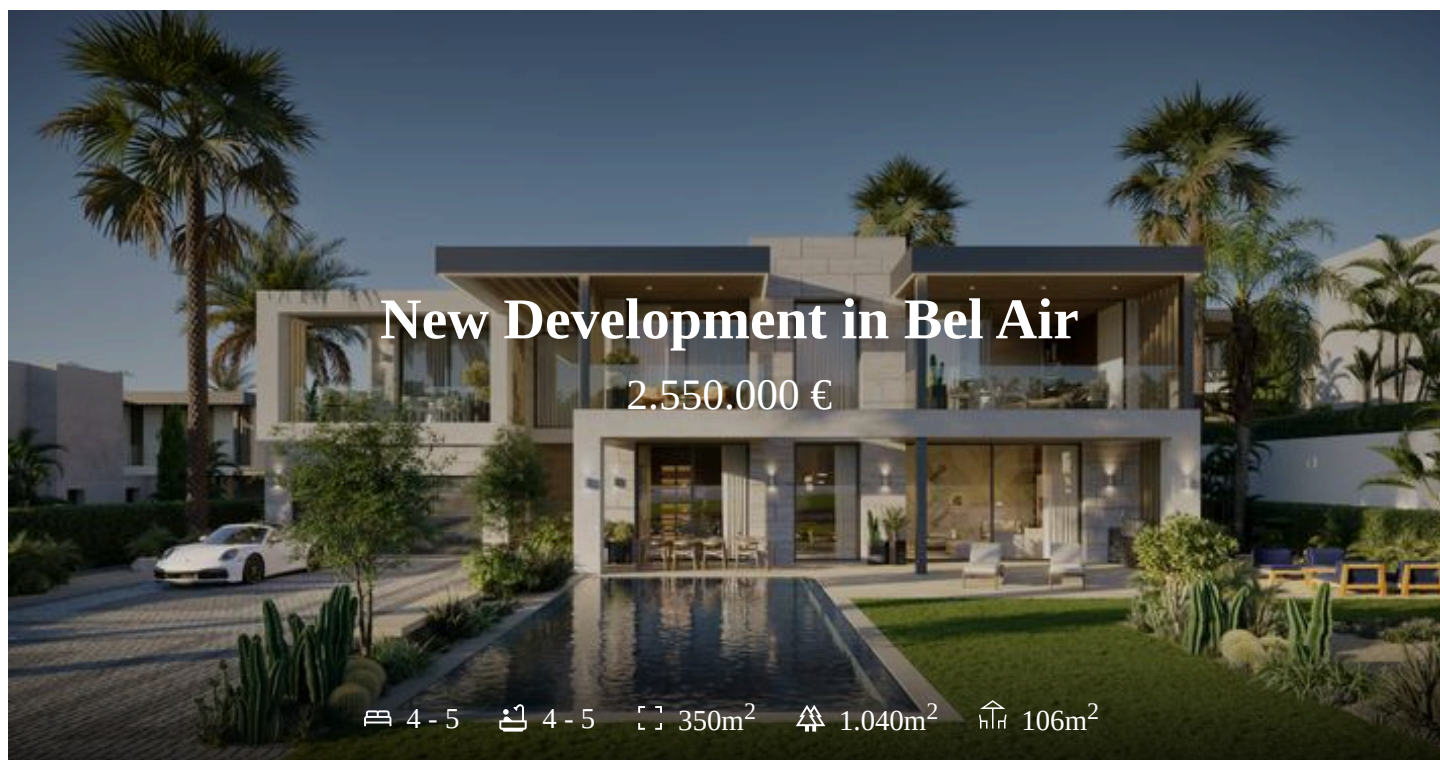 New Development in Bel Air
2.550.000 €
4 - 5 4 - 5 350m² 1.040m² 106m²